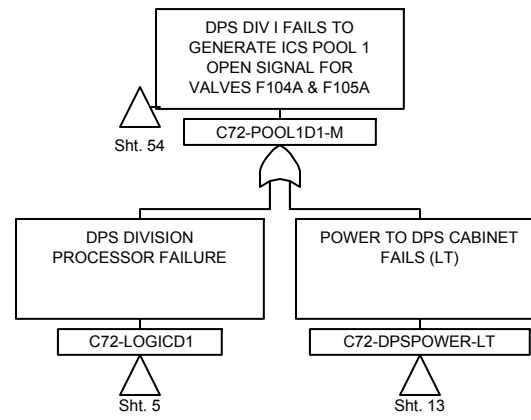 DPS DIV I FAILS TO
GENERATE ICS POOL 1
OPEN SIGNAL FOR
VALVES F104A & F105A
C72-POOL1D1-M
Sht. 54
DPS DIVISION
PROCESSOR FAILURE
C72-LOGICD1
Sht. 5
POWER TO DPS CABINET
FAILS (LT)
C72-DPSPOWER-LT
Sht. 13